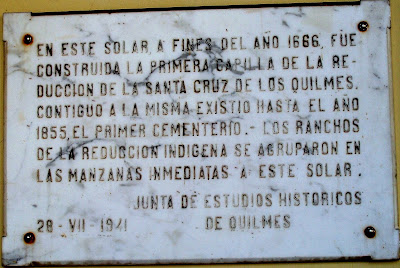 EN ESTE SOLAR, A FINES DEL AÑO 1666, FUE
CONSTRUIDA LA PRIMERA CAPILLA DE LA RE-
DUCCION DE LA SANTA CRUZ DE LOS QUILMES.
CONTIGUO A LA MISMA EXISTIO HASTA EL AÑO
1855, EL PRIMER CEMENTERIO.- LOS RANCHOS
DE LA REDUCCION INDIGENA SE AGRUPARON EN
LAS MANZANAS INMEDIATAS A ESTE SOLAR.
JUNTA DE ESTUDIOS HISTORICOS
28-VII-1941 DE QUILMES